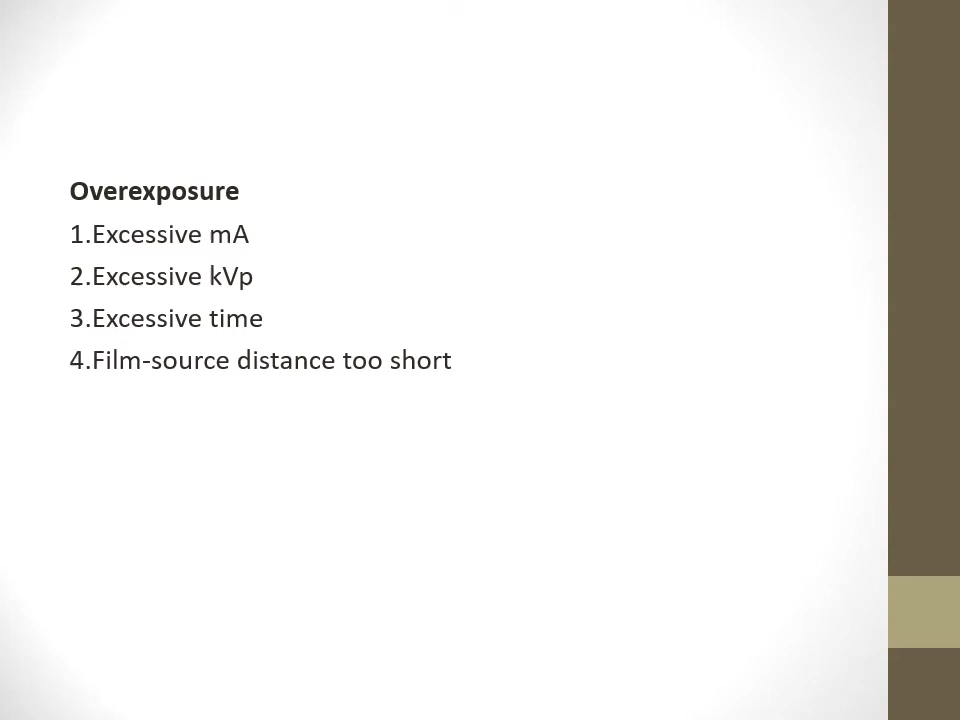 Overexposure
1.Excessive mA
2.Excessive kVp
3.Excessive time
4.Film-source distance too short